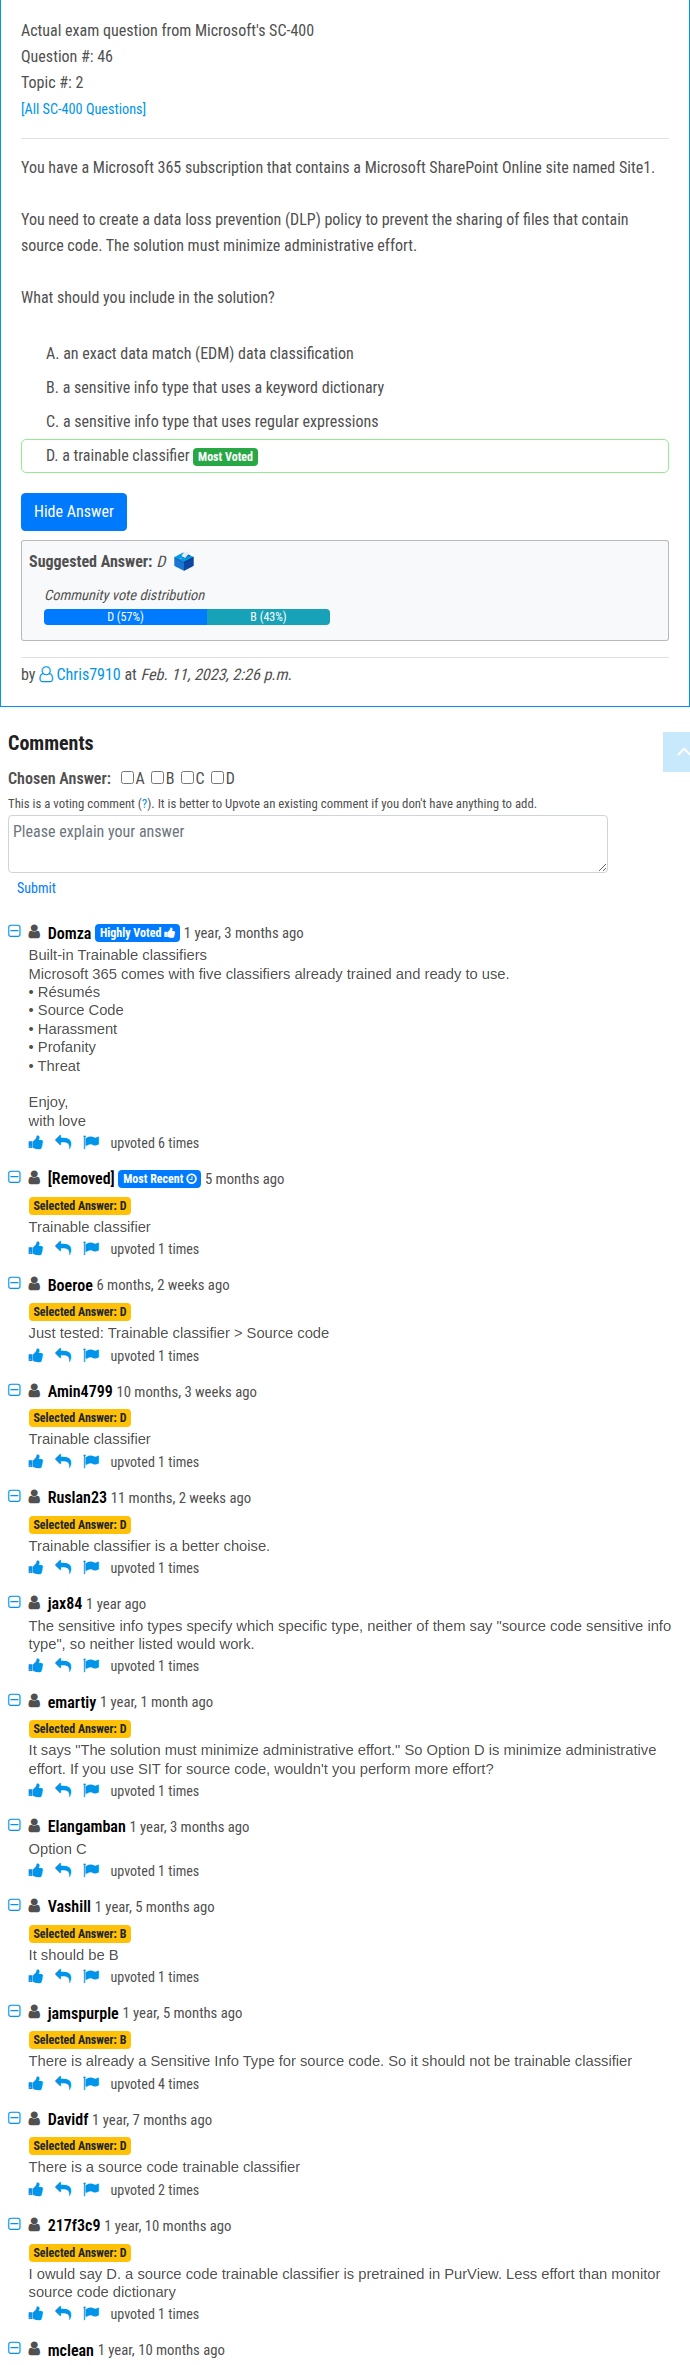 Actual exam question from Microsoft's SC-400
Question #: 46
Topic #: 2
[All SC-400 Questions]
You have a Microsoft 365 subscription that contains a Microsoft SharePoint Online site named Site1.
You need to create a data loss prevention (DLP) policy to prevent the sharing of files that contain
source code. The solution must minimize administrative effort.
What should you include in the solution?
A. an exact data match (EDM) data classification
B. a sensitive info type that uses a keyword dictionary
C. a sensitive info type that uses regular expressions
D. a trainable classifier Most Voted
Hide Answer
Suggested Answer: D
Community vote distribution
D (57%) B (43%)
by Chris7910 at Feb. 11, 2023, 2:26 p.m.
Comments
Chosen Answer: A B C D
This is a voting comment (?). It is better to Upvote an existing comment if you don't have anything to add.
Please explain your answer
Submit
Domza Highly Voted 1 year, 3 months ago
Built-in Trainable classifiers
Microsoft 365 comes with five classifiers already trained and ready to use.
• Résumés
• Source Code
• Harassment
• Profanity
• Threat
Enjoy,
with love
upvoted 6 times
[Removed] Most Recent 5 months ago
Selected Answer: D
Trainable classifier
upvoted 1 times
Boeroe 6 months, 2 weeks ago
Selected Answer: D
Just tested: Trainable classifier > Source code
upvoted 1 times
Amin4799 10 months, 3 weeks ago
Selected Answer: D
Trainable classifier
upvoted 1 times
Ruslan23 11 months, 2 weeks ago
Selected Answer: D
Trainable classifier is a better choise.
upvoted 1 times
jax84 1 year ago
The sensitive info types specify which specific type, neither of them say "source code sensitive info
type", so neither listed would work.
upvoted 1 times
emartiy 1 year, 1 month ago
Selected Answer: D
It says "The solution must minimize administrative effort." So Option D is minimize administrative
effort. If you use SIT for source code, wouldn't you perform more effort?
upvoted 1 times
Elangamban 1 year, 3 months ago
Option C
upvoted 1 times
Vashill 1 year, 5 months ago
Selected Answer: B
It should be B
upvoted 1 times
jamspurple 1 year, 5 months ago
Selected Answer: B
There is already a Sensitive Info Type for source code. So it should not be trainable classifier
upvoted 4 times
Davidf 1 year, 7 months ago
Selected Answer: D
There is a source code trainable classifier
upvoted 2 times
217f3c9 1 year, 10 months ago
Selected Answer: D
I owuld say D. a source code trainable classifier is pretrained in PurView. Less effort than monitor
source code dictionary
upvoted 1 times
mclean 1 year, 10 months ago